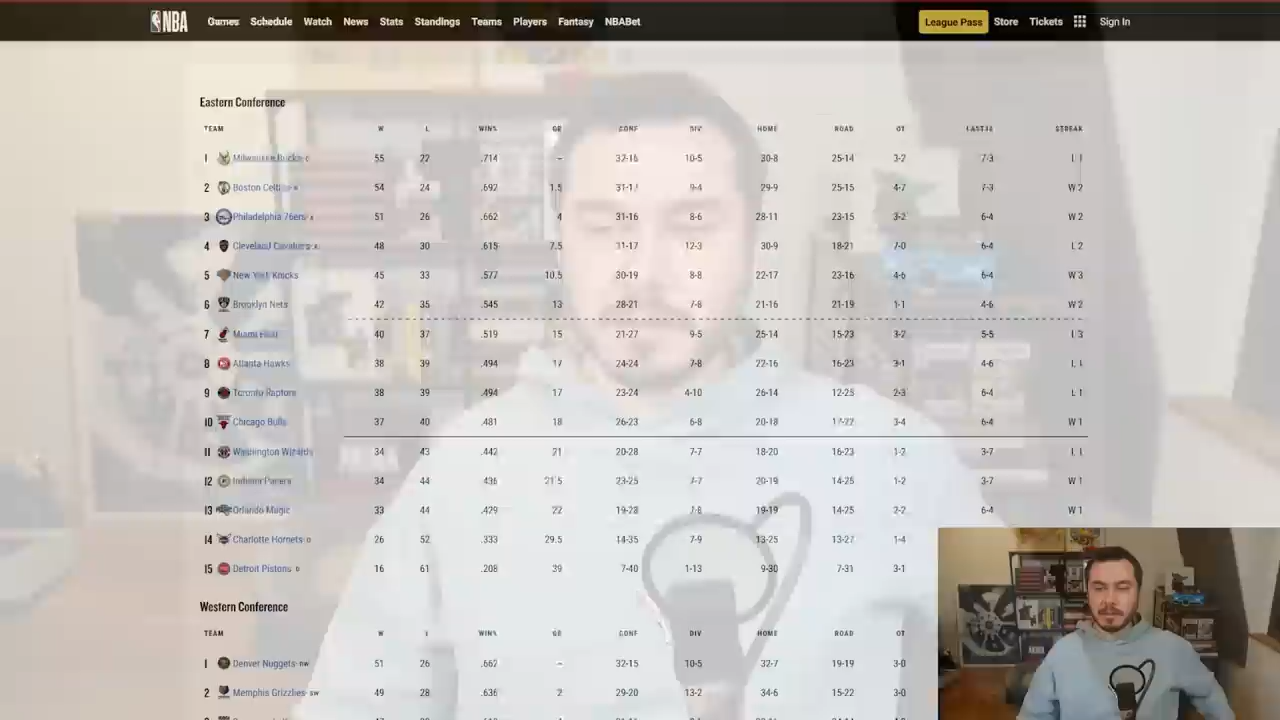 NBA Games Schedule Watch News Stats Standings Teams Players Fantasy NBABet League Pass Store Tickets Sign In
Eastern Conference
TEAM W L WIN% GB CONF DIV HOME ROAD OT LAST 10 STREAK
1 Milwaukee Bucks 55 22 .714 - 32-16 10-5 30-8 25-14 3-2 7-3 L 1
2 Boston Celtics 54 24 .692 1.5 31-17 9-4 29-9 25-15 4-7 7-3 W 2
3 Philadelphia 76ers x 51 26 .662 4 31-16 8-6 28-11 23-15 3-2 6-4 W 2
4 Cleveland Cavaliers x 48 30 .615 7.5 31-17 12-3 30-9 18-21 7-0 6-4 L 2
5 New York Knicks 45 33 .577 10.5 30-19 8-8 22-17 23-16 4-6 6-4 W 3
6 Brooklyn Nets 42 35 .545 13 28-21 7-8 21-16 21-19 1-1 4-6 W 2
7 Miami Heat 40 37 .519 15 21-27 9-5 25-14 15-23 3-2 5-5 L 3
8 Atlanta Hawks 38 39 .494 17 24-24 7-8 22-16 16-23 3-1 4-6 L 1
9 Toronto Raptors 38 39 .494 17 23-24 4-10 26-14 12-25 2-3 6-4 L 1
10 Chicago Bulls 37 40 .481 18 26-23 6-8 20-18 17-22 3-4 6-4 W 1
11 Washington Wizards 34 43 .442 21 20-28 7-7 18-20 16-23 1-2 3-7 L 1
12 Indiana Pacers 34 44 .436 21.5 23-25 7-7 20-19 14-25 1-2 3-7 W 1
13 Orlando Magic 33 44 .429 22 19-28 7-8 19-19 14-25 2-2 6-4 W 1
14 Charlotte Hornets o 26 52 .333 29.5 14-35 7-9 13-25 13-27 1-4
15 Detroit Pistons o 16 61 .208 39 7-40 1-13 9-30 7-31 3-1
Western Conference
TEAM W L WIN% GB CONF DIV HOME ROAD OT
1 Denver Nuggets nw 51 26 .662 - 32-15 10-5 32-7 19-19 3-0
2 Memphis Grizzlies sw 49 28 .636 2 29-20 13-2 34-6 15-22 3-0